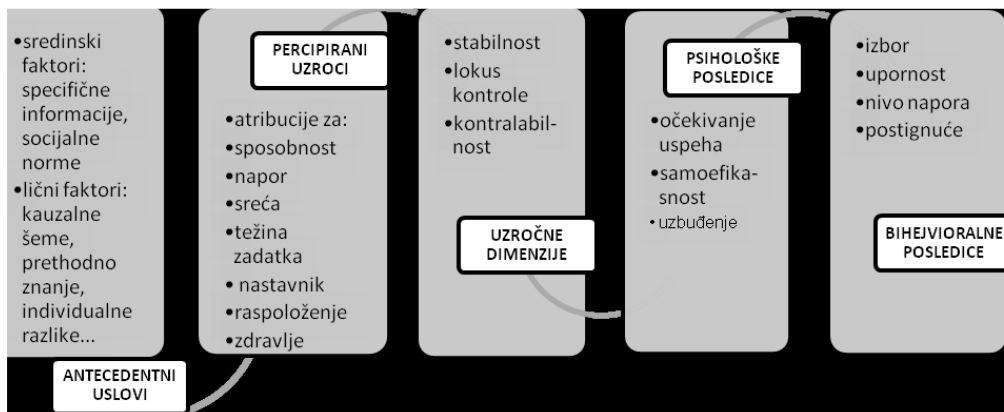 •sredinski
faktori:
specifične
informacije,
socijalne
norme
•lični faktori:
kauzalne
šeme,
prethodno
znanje,
individualne
razlike...
ANTECEDENTNI
USLOVI
PERCIPIRANI
UZROCI
•atribucije za:
•sposobnost
•napor
•sreća
•težina
zadatka
• nastavnik
•raspoloženje
•zdravlje
•stabilnost
•lokus
kontrole
•kontralabil-
nost
UZROČNE
DIMENZIJE
PSIHOLOŠKE
POSLEDICE
•očekivanje
uspeha
•samoefika-
snost
• uzbuđenje
•izbor
•upornost
•nivo napora
•postignuće
BIHEJVIORALNE
POSLEDICE